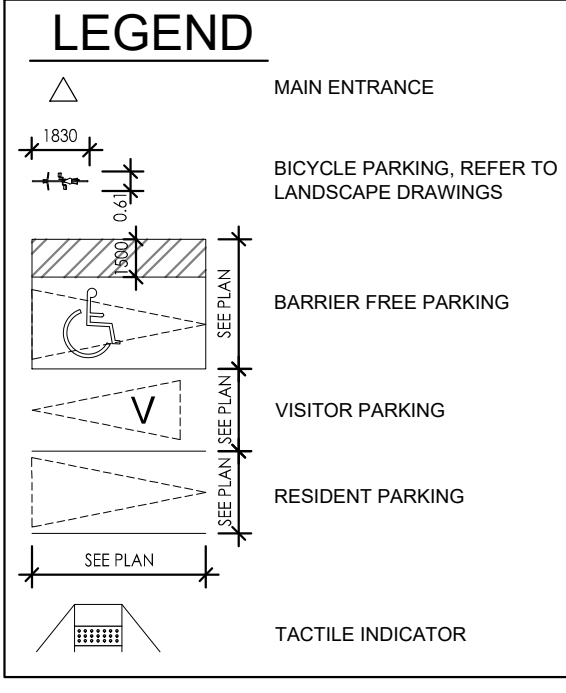 LEGEND
MAIN ENTRANCE
1830
0.61
BICYCLE PARKING, REFER TO
LANDSCAPE DRAWINGS
1500
SEE PLAN
BARRIER FREE PARKING
V
SEE PLAN
VISITOR PARKING
SEE PLAN
RESIDENT PARKING
SEE PLAN
TACTILE INDICATOR